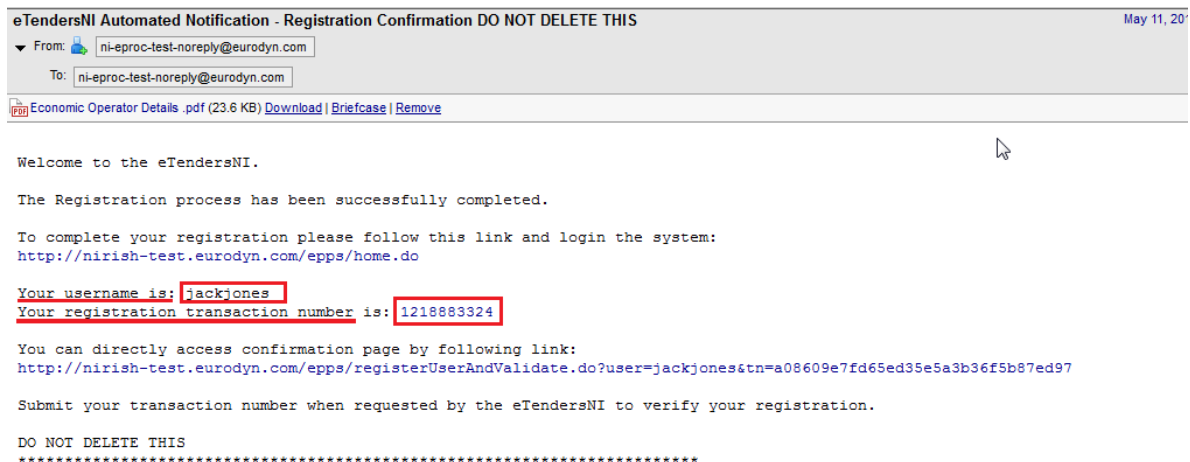 eTendersNI Automated Notification - Registration Confirmation DO NOT DELETE THIS May 11, 201
From: ni-eproc-test-noreply@eurodyn.com
To: ni-eproc-test-noreply@eurodyn.com
PDF Economic Operator Details .pdf (23.6 KB) Download | Briefcase | Remove
Welcome to the eTendersNI.
The Registration process has been successfully completed.
To complete your registration please follow this link and login the system:
http://nirish-test.eurodyn.com/epps/home.do
Your username is: jackjones
Your registration transaction number is: 1218883324
You can directly access confirmation page by following link:
http://nirish-test.eurodyn.com/epps/registerUserAndValidate.do?user=jackjones&tn=a08609e7fd65ed35e5a3b36f5b87ed97
Submit your transaction number when requested by the eTendersNI to verify your registration.
DO NOT DELETE THIS
**************************************************************************